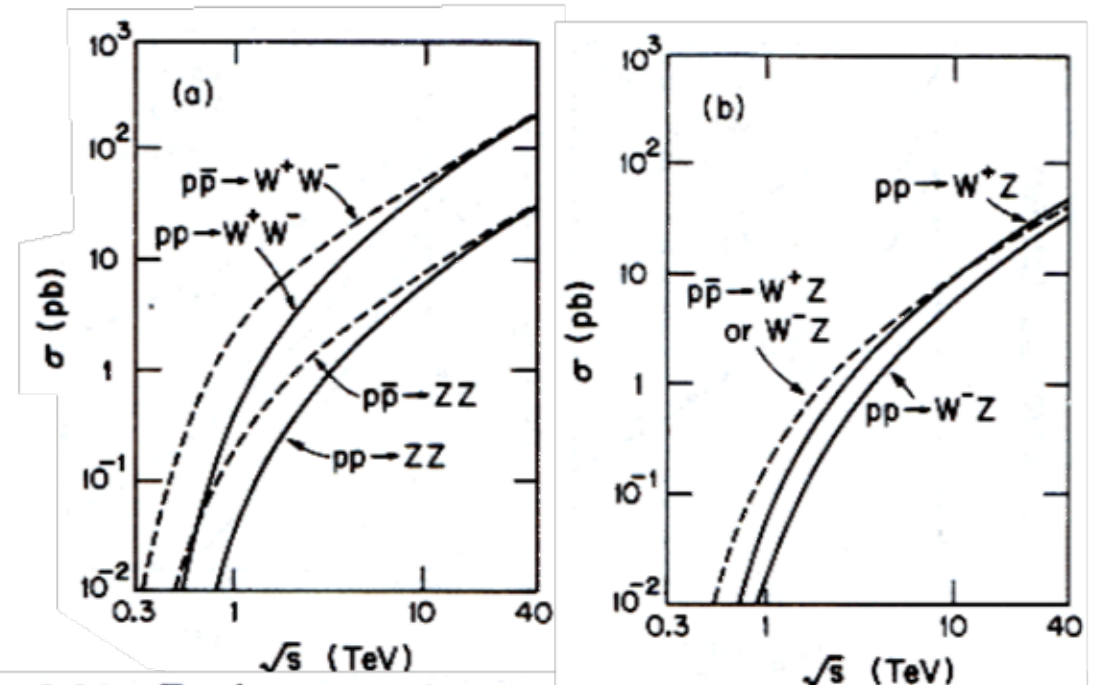 (a)
10³
10²
10
1
10⁻¹
10⁻²
σ (pb)
pp̄→W⁺W⁻
pp→W⁺W⁻
pp̄→ZZ
pp→ZZ
0.3 1 10 40
√s (TeV)
(b)
10³
10²
10
1
10⁻¹
10⁻²
σ (pb)
pp→W⁺Z
pp̄→W⁺Z
or W⁻Z
pp→W⁻Z
0.3 1 10 40
√s (TeV)